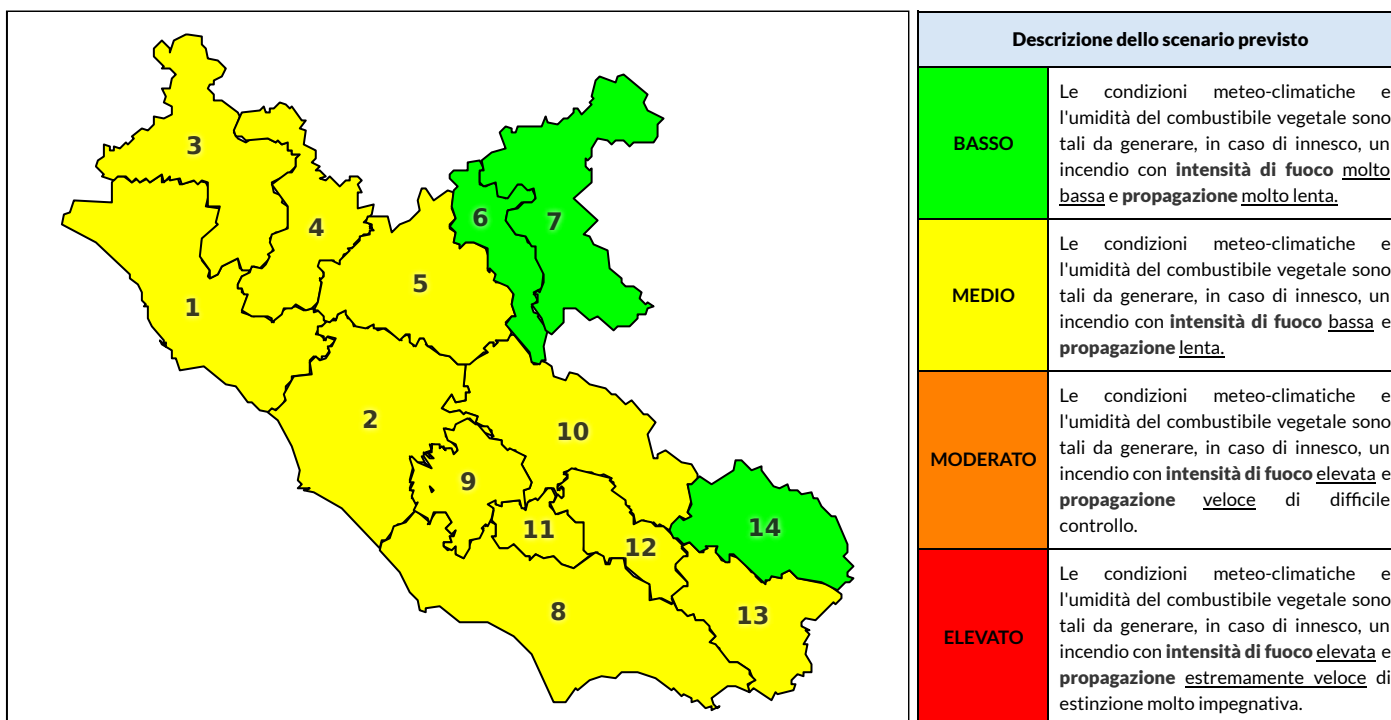 3
4
6
7
5
1
2
10
9
11
12
14
8
13
Descrizione dello scenario previsto
BASSO
Le condizioni meteo-climatiche e
l'umidità del combustibile vegetale sono
tali da generare, in caso di innesco, un
incendio con intensità di fuoco molto
bassa e propagazione molto lenta.
MEDIO
Le condizioni meteo-climatiche e
l'umidità del combustibile vegetale sono
tali da generare, in caso di innesco, un
incendio con intensità di fuoco bassa e
propagazione lenta.
MODERATO
Le condizioni meteo-climatiche e
l'umidità del combustibile vegetale sono
tali da generare, in caso di innesco, un
incendio con intensità di fuoco elevata e
propagazione veloce di difficile
controllo.
ELEVATO
Le condizioni meteo-climatiche e
l'umidità del combustibile vegetale sono
tali da generare, in caso di innesco, un
incendio con intensità di fuoco elevata e
propagazione estremamente veloce di
estinzione molto impegnativa.